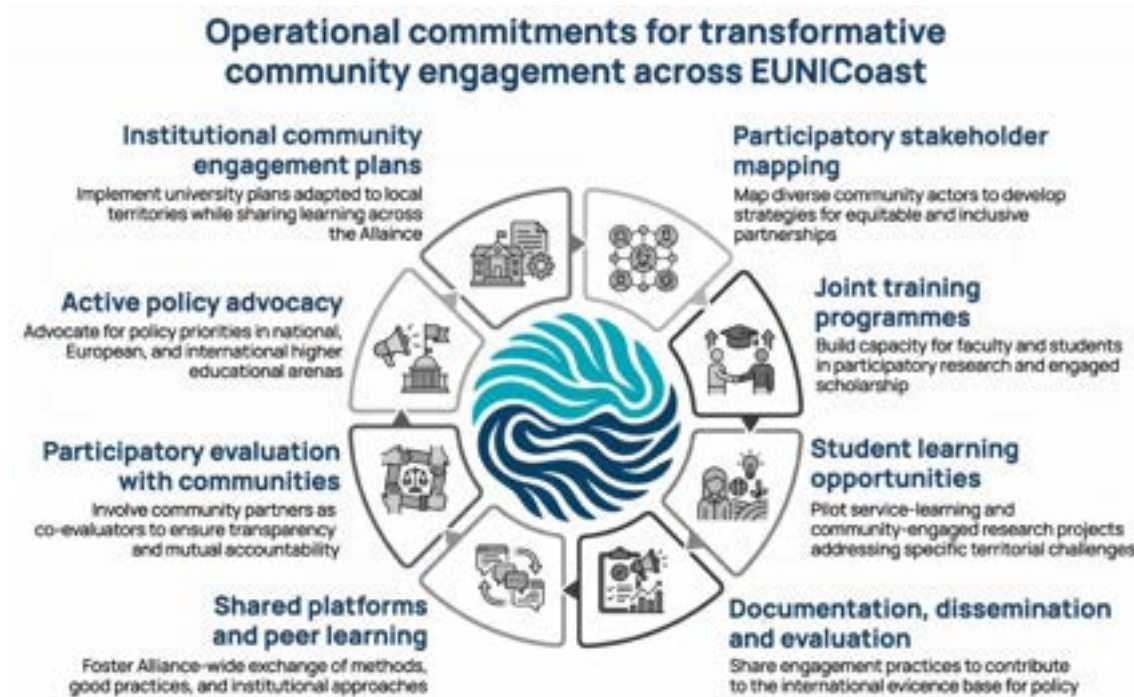 Operational commitments for transformative
community engagement across EUNICoast
Institutional community
engagement plans
Implement university plans adapted to local
territories while sharing learning across
the Allaince
Participatory stakeholder
mapping
Map diverse community actors to develop
strategies for equitable and inclusive
partnerships
Joint training
programmes
Build capacity for faculty and students
in participatory research and engaged
scholarship
Student learning
opportunities
Pilot service-learning and
community-engaged research projects
addressing specific territorial challenges
Documentation, dissemination
and evaluation
Share engagement practices to contribute
to the international evicence base for policy
Shared platforms
and peer learning
Foster Alliance-wide exchange of methods,
good practices, and institutional approaches
Participatory evaluation
with communities
Involve community partners as
co-evaluators to ensure transparency
and mutual accountability
Active policy advocacy
Advocate for policy priorities in national,
European, and international higher
educational arenas